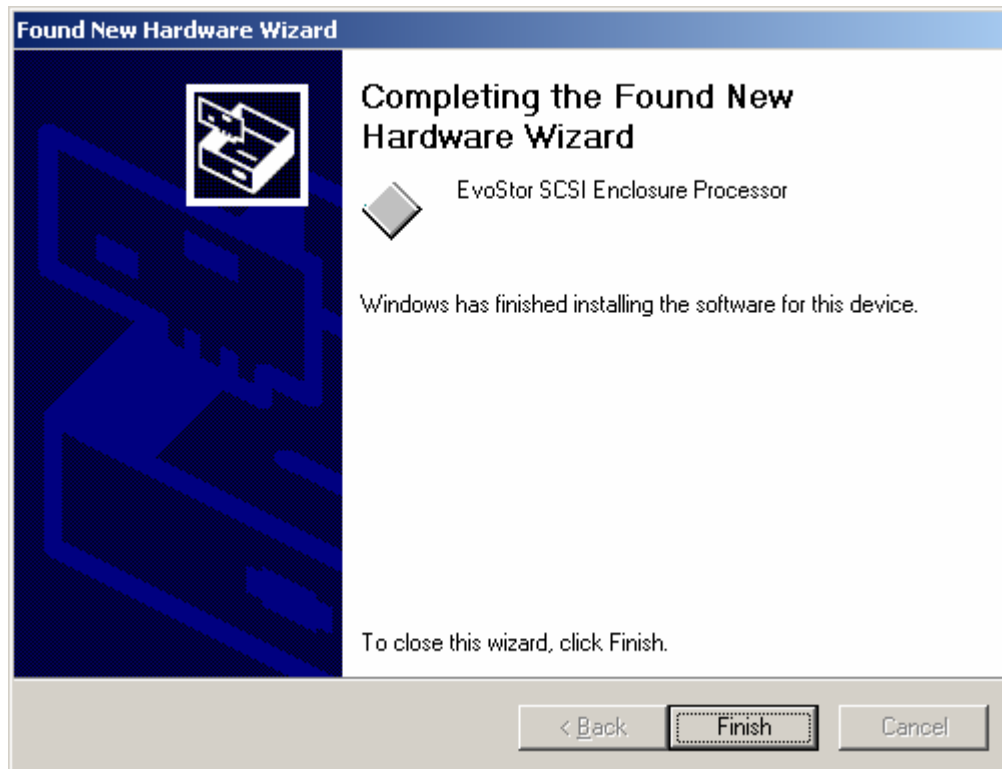 Found New Hardware Wizard
Completing the Found New
Hardware Wizard
EvoStor SCSI Enclosure Processor
Windows has finished installing the software for this device.
To close this wizard, click Finish.
< Back
Finish
Cancel